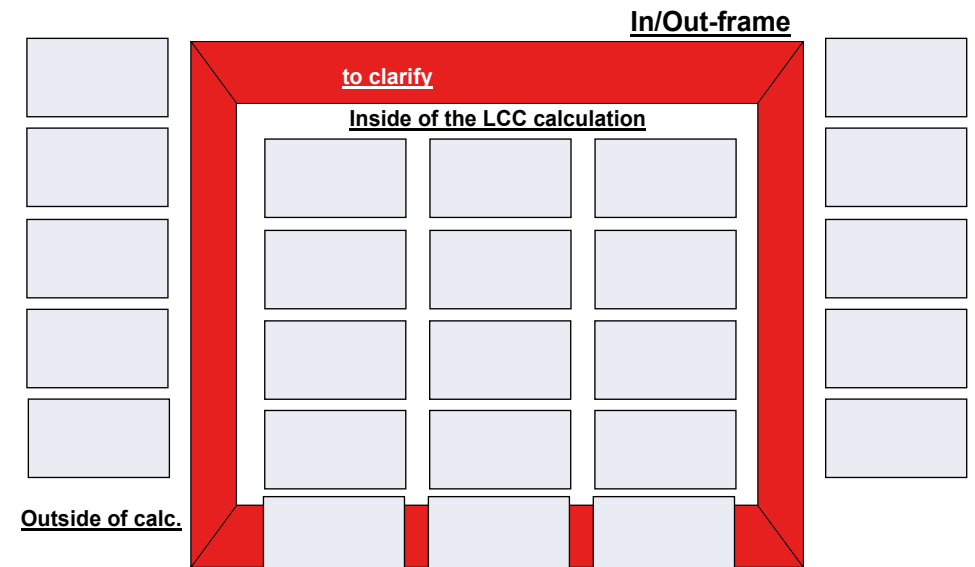 In/Out-frame
to clarify
Inside of the LCC calculation
Outside of calc.